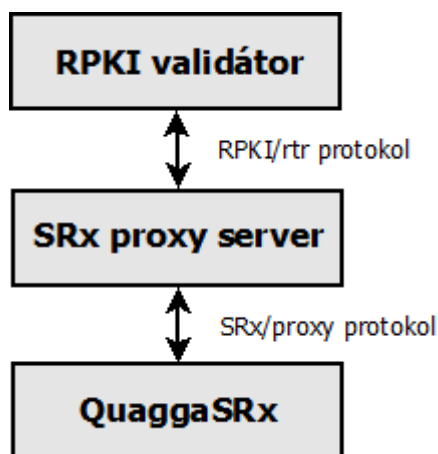 RPKI validátor
RPKI/rtr protokol
SRx proxy server
SRx/proxy protokol
QuaggaSRx